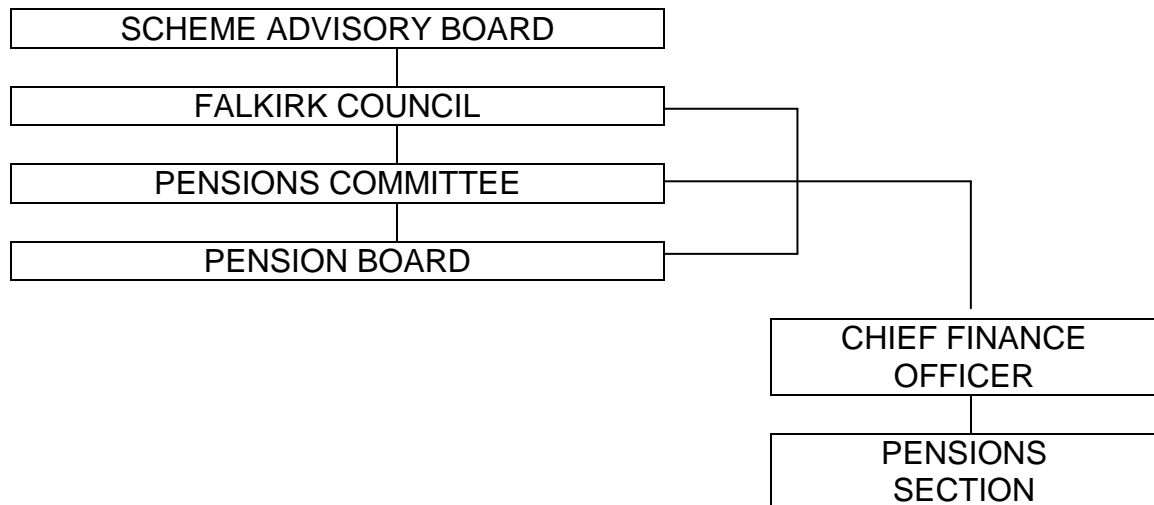 SCHEME ADVISORY BOARD
FALKIRK COUNCIL
PENSIONS COMMITTEE
PENSION BOARD
CHIEF FINANCE
OFFICER
PENSIONS
SECTION